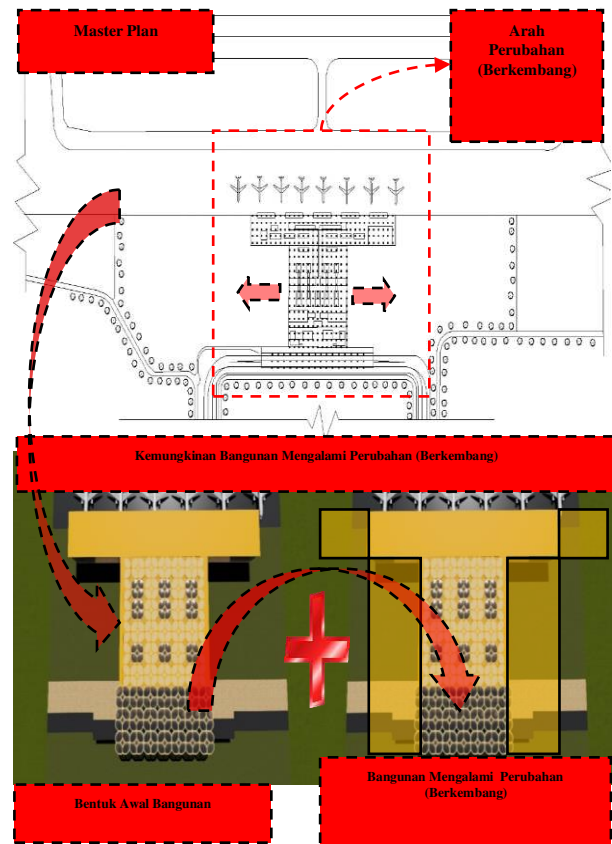 Master Plan
Arah
Perubahan
(Berkembang)
Kemungkinan Bangunan Mengalami Perubahan (Berkembang)
Bentuk Awal Bangunan
Bangunan Mengalami Perubahan
(Berkembang)